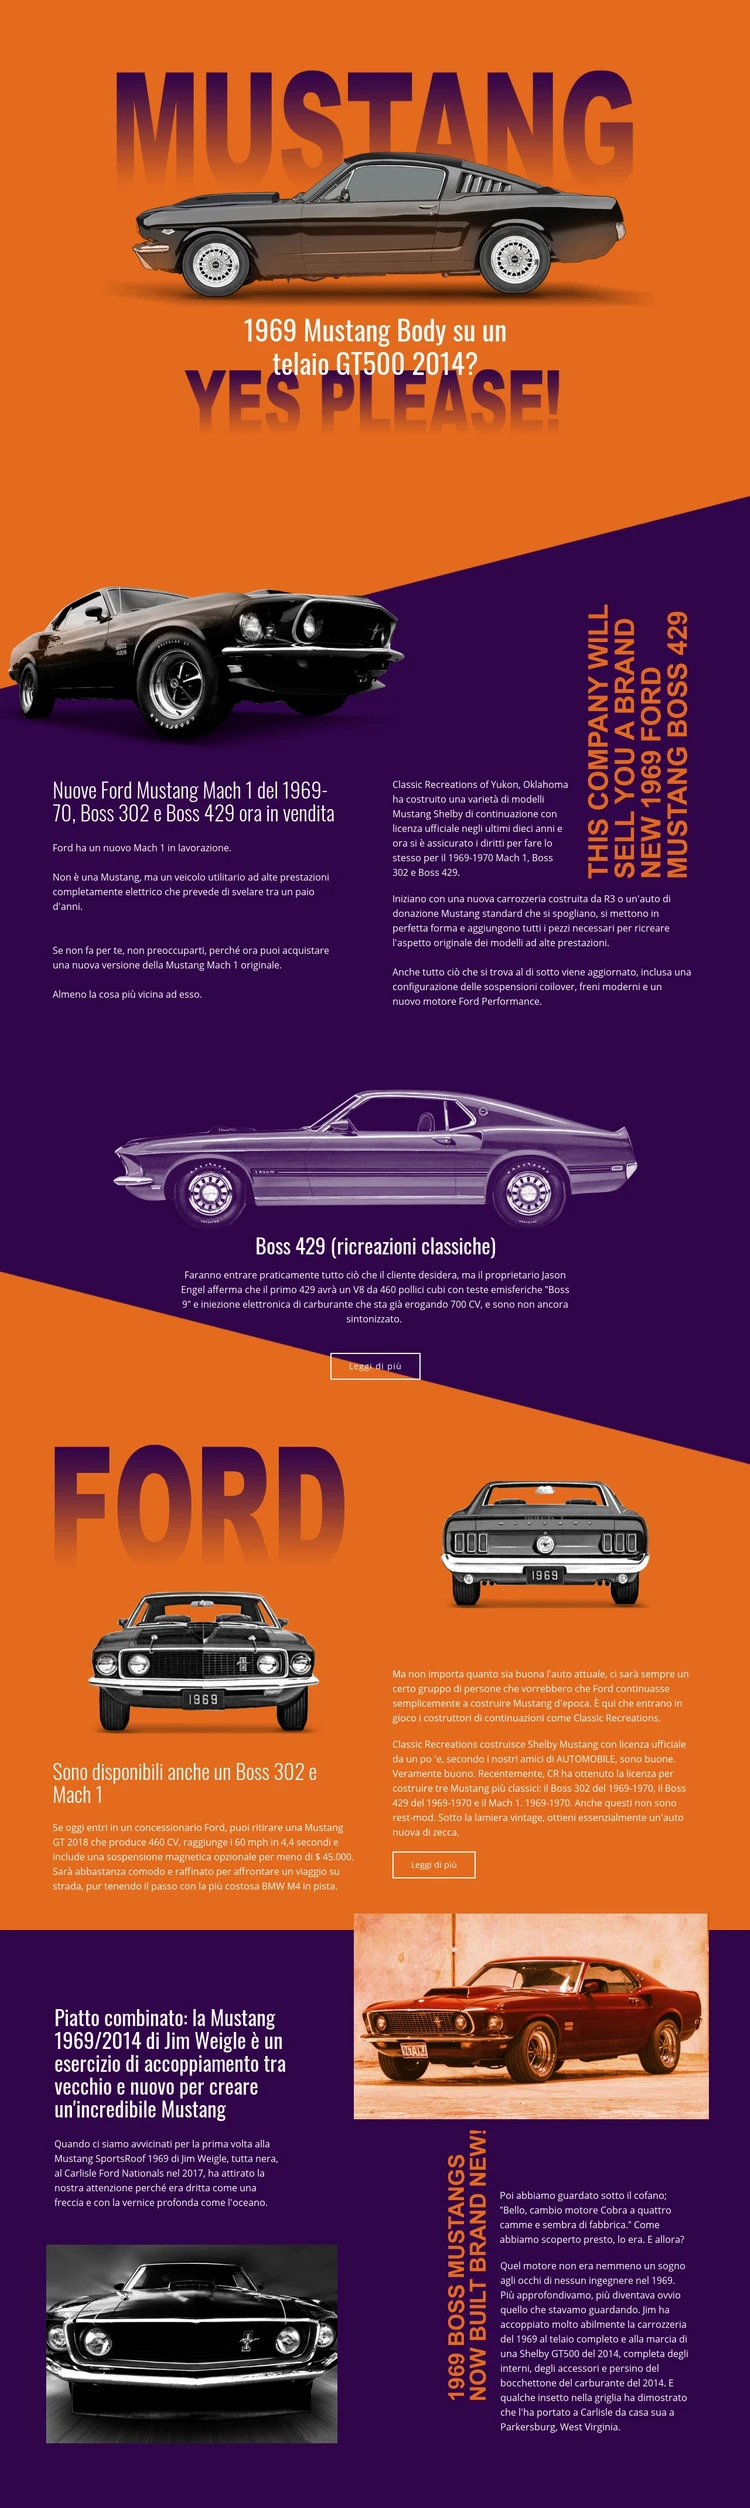 MUSTANG
1969 Mustang Body su un
telaio GT500 2014?
YES PLEASE!
THIS COMPANY WILL
SELL YOU A BRAND
NEW 1969 FORD
MUSTANG BOSS 429
Nuove Ford Mustang Mach 1 del 1969-
70, Boss 302 e Boss 429 ora in vendita
Ford ha un nuovo Mach 1 in lavorazione.
Non è una Mustang, ma un veicolo utilitario ad alte prestazioni
completamente elettrico che prevede di svelare tra un paio
d'anni.
Se non fa per te, non preoccuparti, perché ora puoi acquistare
una nuova versione della Mustang Mach 1 originale.
Almeno la cosa più vicina ad esso.
Classic Recreations of Yukon, Oklahoma
ha costruito una varietà di modelli
Mustang Shelby di continuazione con
licenza ufficiale negli ultimi dieci anni e
ora si è assicurato i diritti per fare lo
stesso per il 1969-1970 Mach 1, Boss
302 e Boss 429.
Iniziano con una nuova carrozzeria costruita da R3 o un'auto di
donazione Mustang standard che si spogliano, si mettono in
perfetta forma e aggiungono tutti i pezzi necessari per ricreare
l'aspetto originale dei modelli ad alte prestazioni.
Anche tutto ciò che si trova al di sotto viene aggiornato, inclusa una
configurazione delle sospensioni coilover, freni moderni e un
nuovo motore Ford Performance.
Boss 429 (ricreazioni classiche)
Faranno entrare praticamente tutto ciò che il cliente desidera, ma il proprietario Jason
Engel afferma che il primo 429 avrà un V8 da 460 pollici cubi con teste emisferiche "Boss
9" e iniezione elettronica di carburante che sta già erogando 700 CV, e sono non ancora
sintonizzato.
Leggi di più
FORD
1969
1969
Sono disponibili anche un Boss 302 e
Mach 1
Se oggi entri in un concessionario Ford, puoi ritirare una Mustang
GT 2018 che produce 460 CV, raggiunge i 60 mph in 4,4 secondi e
include una sospensione magnetica opzionale per meno di $ 45.000.
Sarà abbastanza comodo e raffinato per affrontare un viaggio su
strada, pur tenendo il passo con la più costosa BMW M4 in pista.
Ma non importa quanto sia buona l'auto attuale, ci sarà sempre un
certo gruppo di persone che vorrebbero che Ford continuasse
semplicemente a costruire Mustang d'epoca. È qui che entrano in
gioco i costruttori di continuazioni come Classic Recreations.
Classic Recreations costruisce Shelby Mustang con licenza ufficiale
da un po 'e, secondo i nostri amici di AUTOMOBILE, sono buone.
Veramente buono. Recentemente, CR ha ottenuto la licenza per
costruire tre Mustang più classici: il Boss 302 del 1969-1970, il Boss
429 del 1969-1970 e il Mach 1. 1969-1970. Anche questi non sono
rest-mod. Sotto la lamiera vintage, ottieni essenzialmente un'auto
nuova di zecca.
Leggi di più
Piatto combinato: la Mustang
1969/2014 di Jim Weigle è un
esercizio di accoppiamento tra
vecchio e nuovo per creare
un'incredibile Mustang
Quando ci siamo avvicinati per la prima volta alla
Mustang SportsRoof 1969 di Jim Weigle, tutta nera,
al Carlisle Ford Nationals nel 2017, ha attirato la
nostra attenzione perché era dritta come una
freccia e con la vernice profonda come l'oceano.
1969 BOSS MUSTANGS
NOW BUILT BRAND NEW!
Poi abbiamo guardato sotto il cofano;
"Bello, cambio motore Cobra a quattro
camme e sembra di fabbrica." Come
abbiamo scoperto presto, lo era. E allora?
Quel motore non era nemmeno un sogno
agli occhi di nessun ingegnere nel 1969.
Più approfondivamo, più diventava ovvio
quello che stavamo guardando. Jim ha
accoppiato molto abilmente la carrozzeria
del 1969 al telaio completo e alla marcia di
una Shelby GT500 del 2014, completa degli
interni, degli accessori e persino del
bocchettone del carburante del 2014. E
qualche insetto nella griglia ha dimostrato
che l'ha portato a Carlisle da casa sua a
Parkersburg, West Virginia.